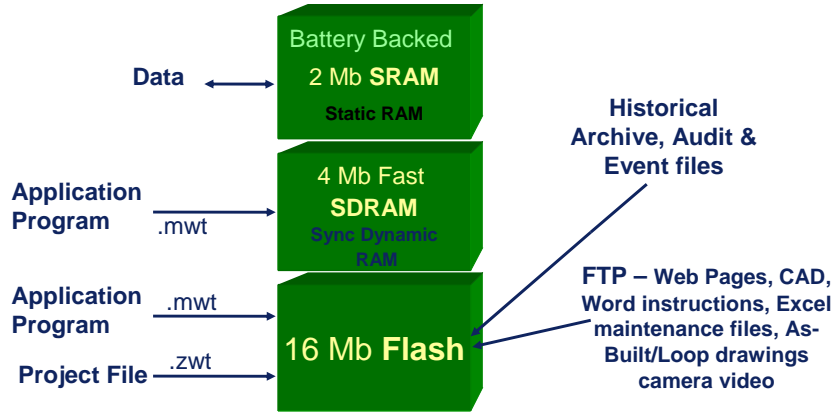 Battery Backed
2 Mb SRAM
Static RAM
Data
Historical
Archive, Audit &
Event files
4 Mb Fast
SDRAM
Sync Dynamic
RAM
Application
Program
.mwt
Application
Program
.mwt
16 Mb Flash
Project File
.zwt
FTP – Web Pages, CAD,
Word instructions, Excel
maintenance files, As-
Built/Loop drawings
camera video